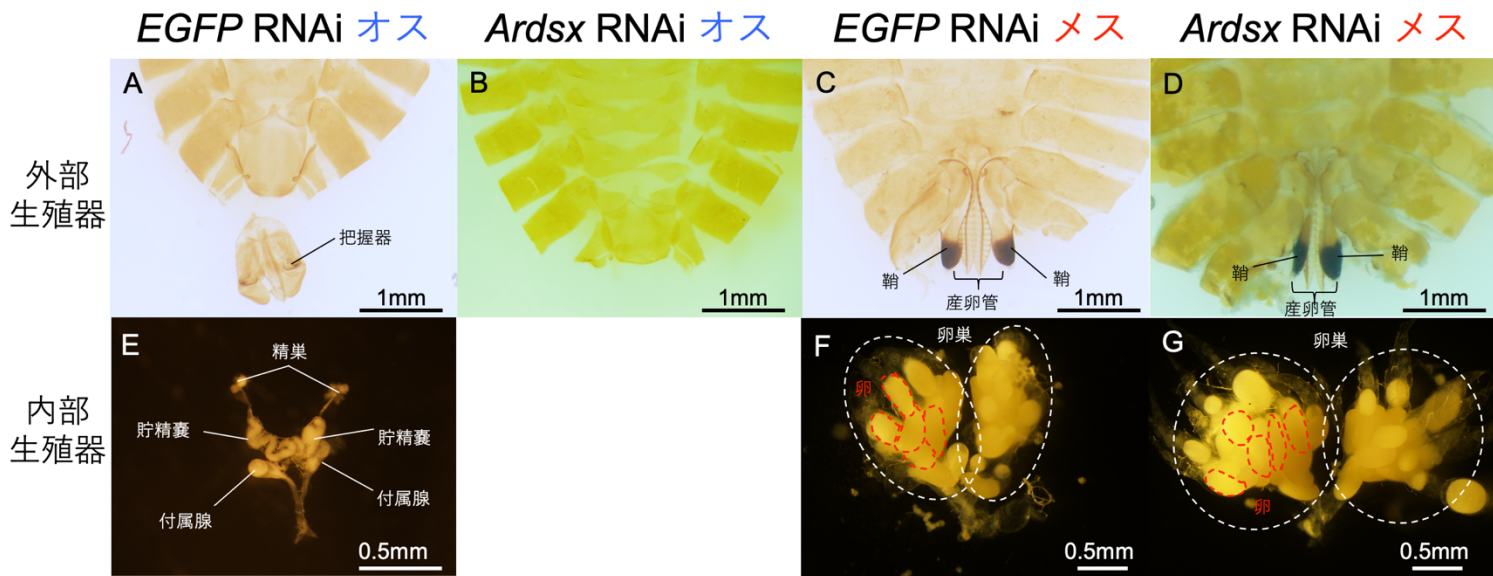 EGFP RNAi オス
Ardsx RNAi オス
EGFP RNAi メス
Ardsx RNAi メス
外部
生殖器
A
把握器
1mm
B
1mm
C
鞘
鞘
産卵管
1mm
D
鞘
鞘
産卵管
1mm
内部
生殖器
E
精巣
貯精嚢
貯精嚢
付属腺
付属腺
0.5mm
F
卵巣
卵
0.5mm
G
卵巣
卵
0.5mm